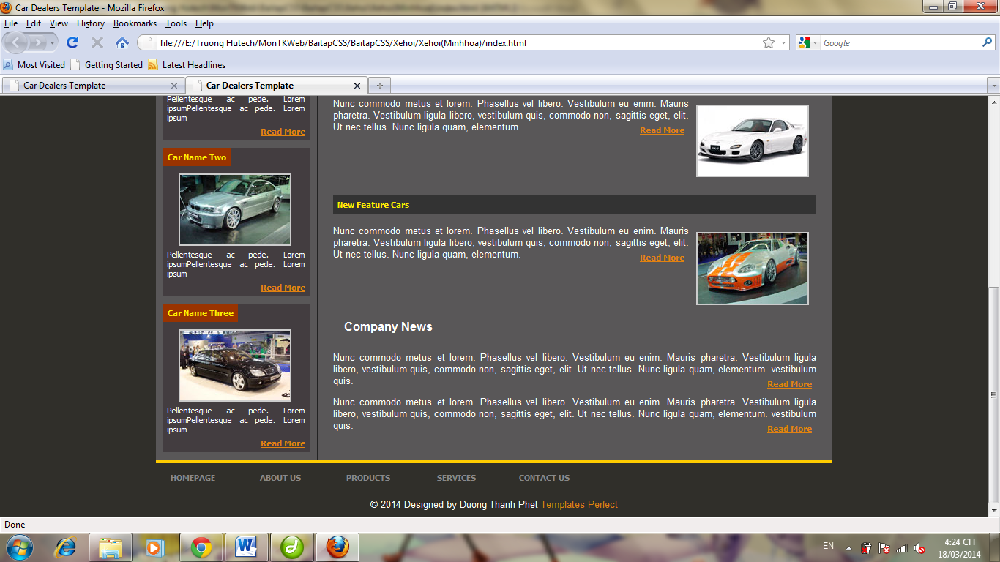 Car Dealers Template - Mozilla Firefox
File Edit View History Bookmarks Tools Help
file:///E:/Truong Hutech/MonTKWeb/BaitapCSS/BaitapCSS/Xehoi/Xehoi(Minhhoa)/index.html
Google
Most Visited Getting Started Latest Headlines
Car Dealers Template
Car Dealers Template
Pellentesque ac pede. Lorem
ipsumPellentesque ac pede. Lorem
ipsum
Read More
Car Name Two
Pellentesque ac pede. Lorem
ipsumPellentesque ac pede. Lorem
ipsum
Read More
Car Name Three
Pellentesque ac pede. Lorem
ipsumPellentesque ac pede. Lorem
ipsum
Read More
Nunc commodo metus et lorem. Phasellus vel libero. Vestibulum eu enim. Mauris
pharetra. Vestibulum ligula libero, vestibulum quis, commodo non, sagittis eget, elit.
Ut nec tellus. Nunc ligula quam, elementum.
Read More
New Feature Cars
Nunc commodo metus et lorem. Phasellus vel libero. Vestibulum eu enim. Mauris
pharetra. Vestibulum ligula libero, vestibulum quis, commodo non, sagittis eget, elit.
Ut nec tellus. Nunc ligula quam, elementum.
Read More
Company News
Nunc commodo metus et lorem. Phasellus vel libero. Vestibulum eu enim. Mauris pharetra. Vestibulum ligula
libero, vestibulum quis, commodo non, sagittis eget, elit. Ut nec tellus. Nunc ligula quam, elementum. vestibulum
quis.
Read More
Nunc commodo metus et lorem. Phasellus vel libero. Vestibulum eu enim. Mauris pharetra. Vestibulum ligula
libero, vestibulum quis, commodo non, sagittis eget, elit. Ut nec tellus. Nunc ligula quam, elementum. vestibulum
quis.
Read More
HOMEPAGE ABOUT US PRODUCTS SERVICES CONTACT US
© 2014 Designed by Duong Thanh Phet Templates Perfect
Done
EN
4:24 CH
18/03/2014